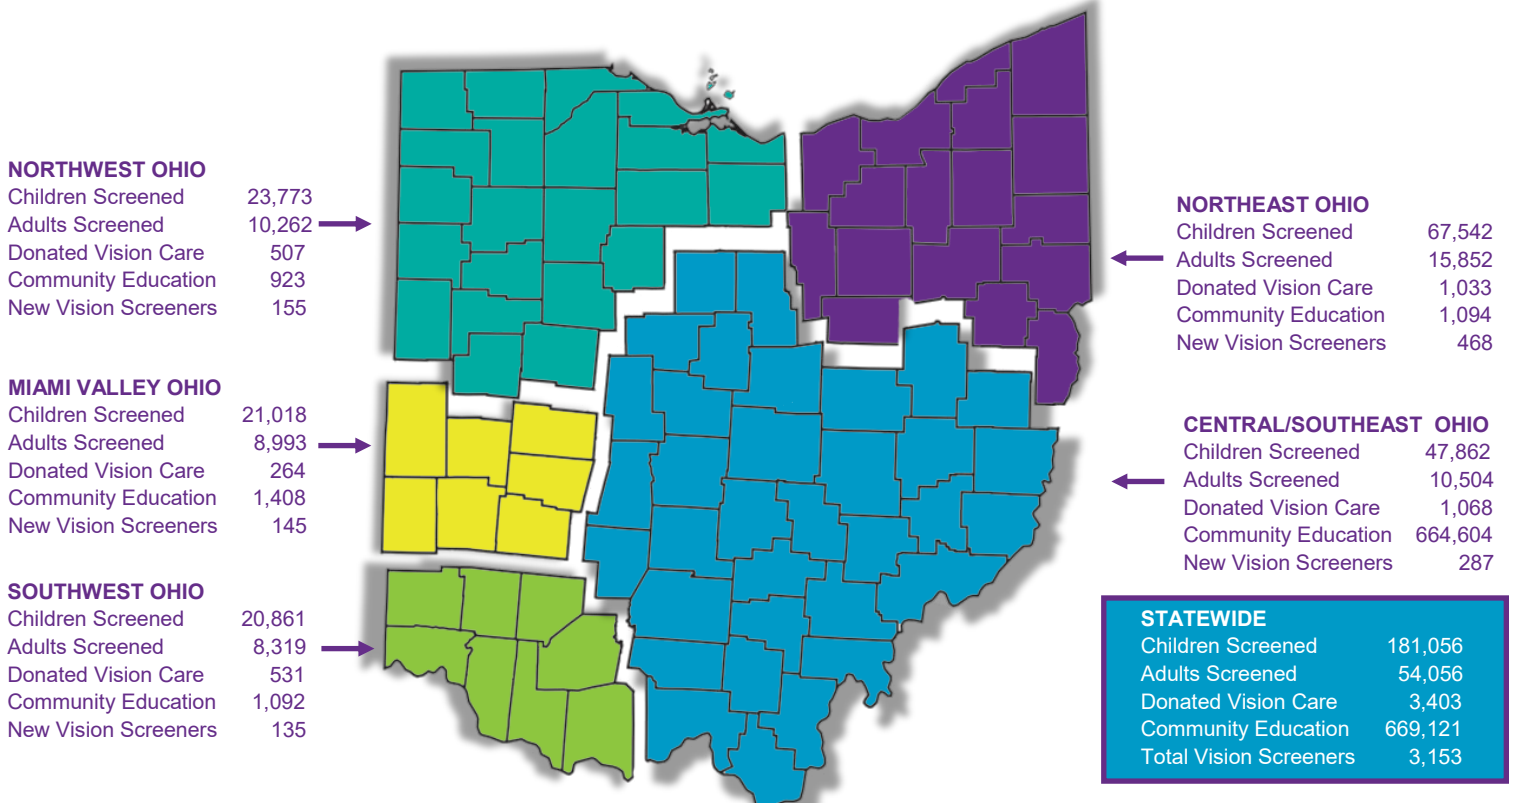 NORTHWEST OHIO
Children Screened 23,773
Adults Screened 10,262
Donated Vision Care 507
Community Education 923
New Vision Screeners 155
MIAMI VALLEY OHIO
Children Screened 21,018
Adults Screened 8,993
Donated Vision Care 264
Community Education 1,408
New Vision Screeners 145
SOUTHWEST OHIO
Children Screened 20,861
Adults Screened 8,319
Donated Vision Care 531
Community Education 1,092
New Vision Screeners 135
NORTHEAST OHIO
Children Screened 67,542
Adults Screened 15,852
Donated Vision Care 1,033
Community Education 1,094
New Vision Screeners 468
CENTRAL/SOUTHEAST OHIO
Children Screened 47,862
Adults Screened 10,504
Donated Vision Care 1,068
Community Education 664,604
New Vision Screeners 287
STATEWIDE
Children Screened 181,056
Adults Screened 54,056
Donated Vision Care 3,403
Community Education 669,121
Total Vision Screeners 3,153